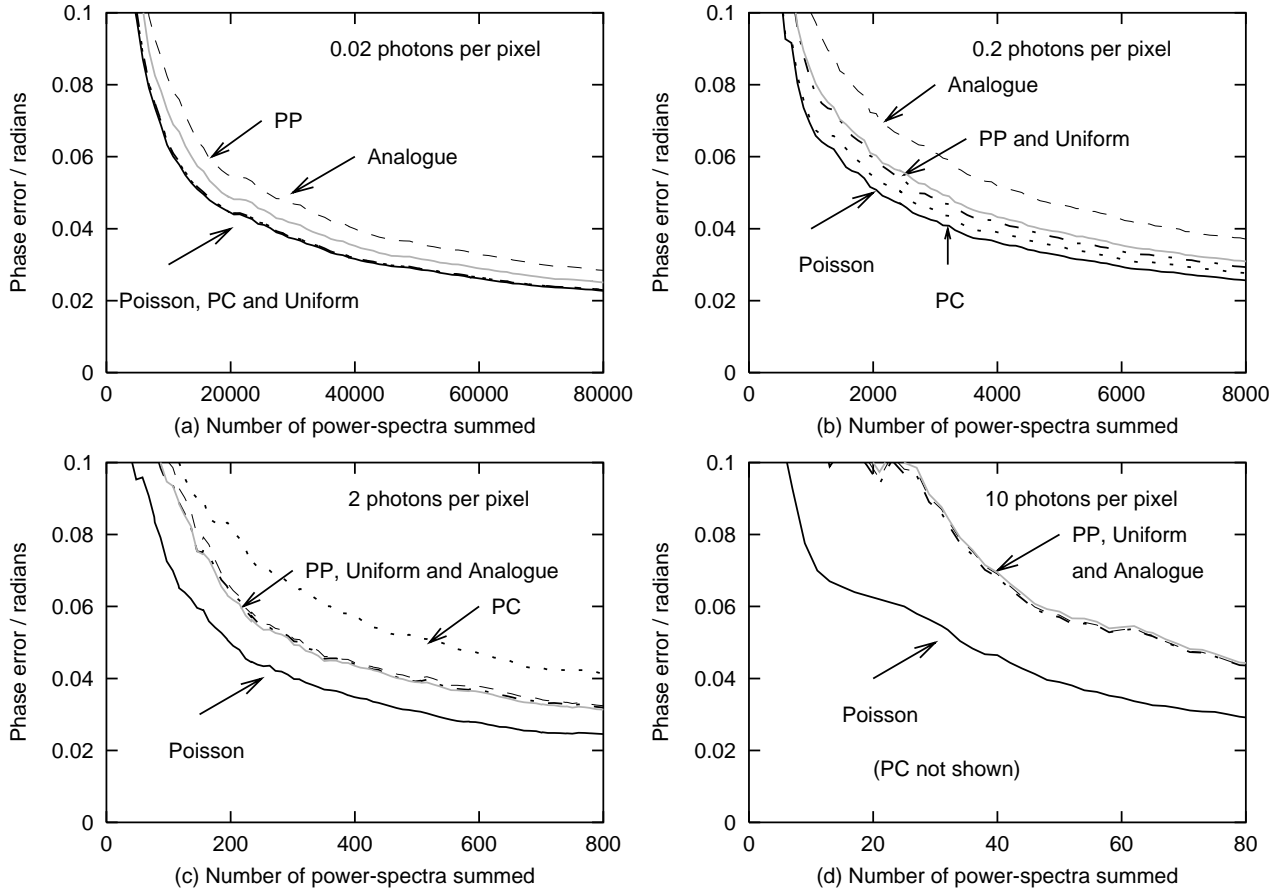 0.1
0.08
0.06
0.04
0.02
0
Phase error / radians
0.02 photons per pixel
PP
Analogue
Poisson, PC and Uniform
0 20000 40000 60000 80000
(a) Number of power-spectra summed
0.1
0.08
0.06
0.04
0.02
0
Phase error / radians
0.2 photons per pixel
Analogue
PP and Uniform
Poisson
PC
0 2000 4000 6000 8000
(b) Number of power-spectra summed
0.1
0.08
0.06
0.04
0.02
0
Phase error / radians
2 photons per pixel
PP, Uniform and Analogue
PC
Poisson
0 200 400 600 800
(c) Number of power-spectra summed
0.1
0.08
0.06
0.04
0.02
0
Phase error / radians
10 photons per pixel
PP, Uniform
and Analogue
Poisson
(PC not shown)
0 20 40 60 80
(d) Number of power-spectra summed